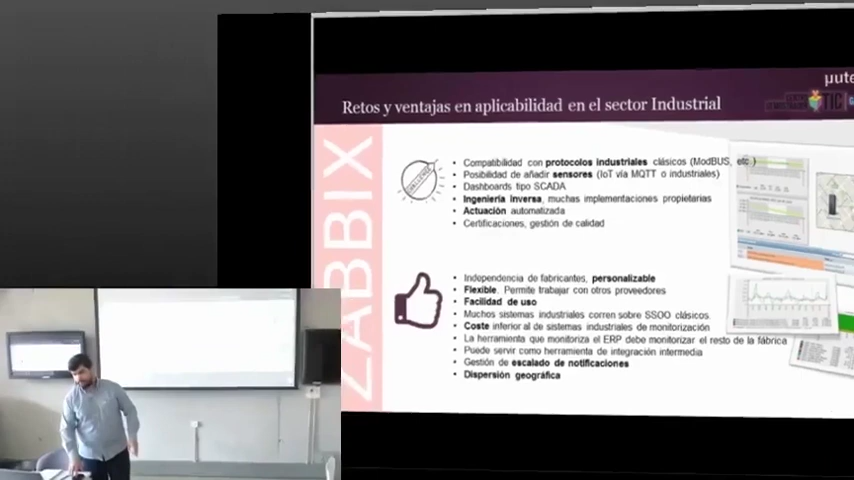 µute
TIC
Retos y ventajas en aplicabilidad en el sector Industrial
ZABBIX
• Compatibilidad con protocolos industriales clásicos (ModBUS, etc.)
• Posibilidad de añadir sensores (IoT vía MQTT o industriales)
• Dashboards tipo SCADA
• Ingeniería Inversa, muchas implementaciones propietarias
• Actuación automatizada
• Certificaciones, gestión de calidad
• Independencia de fabricantes, personalizable
• Flexible. Permite trabajar con otros proveedores
• Facilidad de uso
• Muchos sistemas industriales corren sobre SSOO clásicos.
• Coste inferior al de sistemas industriales de monitorización
• La herramienta que monitoriza el ERP debe monitorizar el resto de la fábrica
• Puede servir como herramienta de integración intermedia
• Gestión de escalado de notificaciones
• Dispersión geográfica